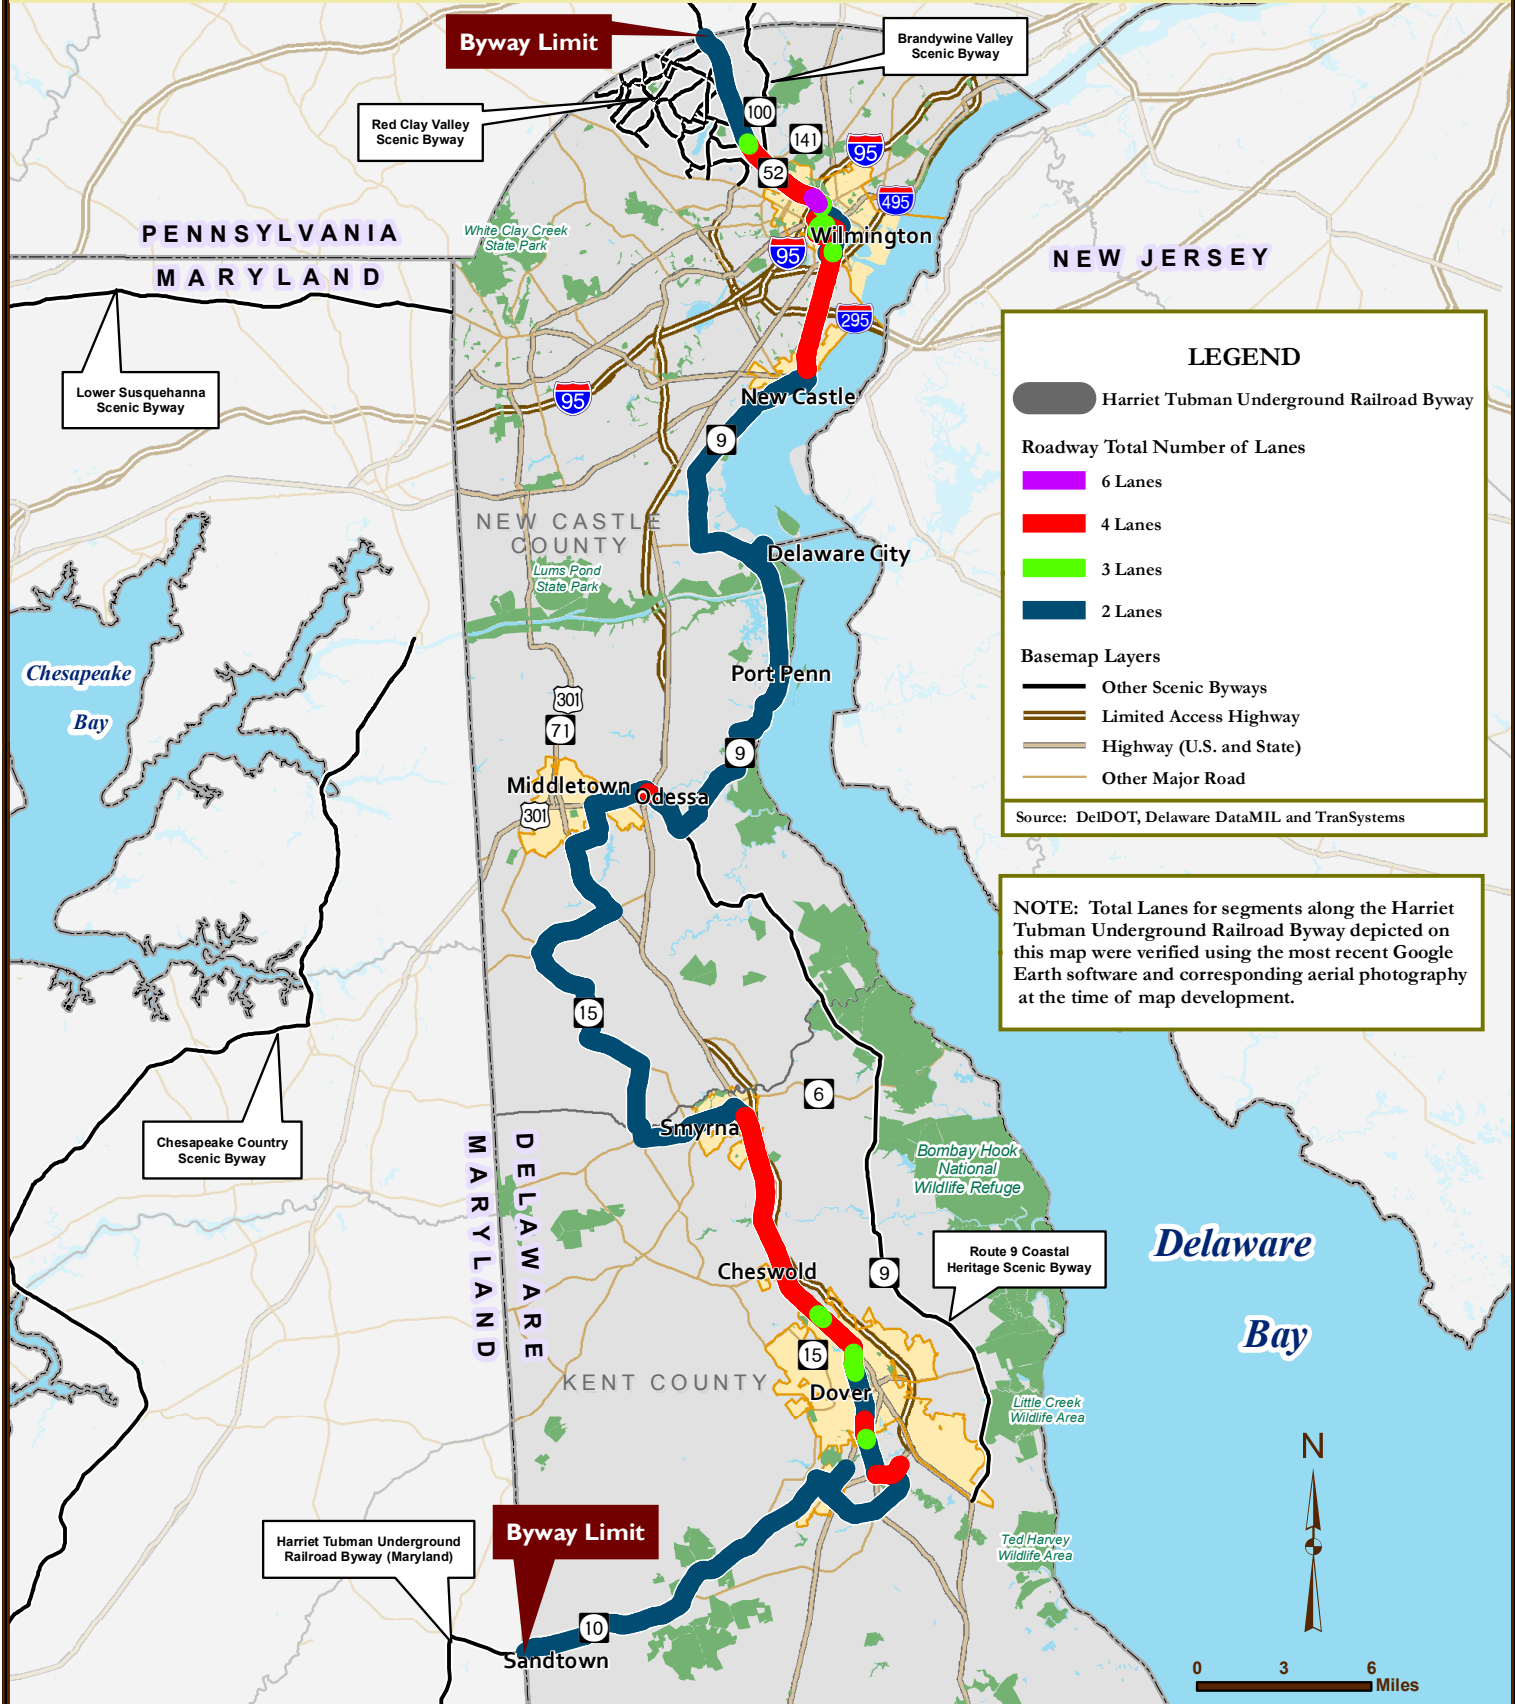 Byway Limit
Brandywine Valley
Scenic Byway
Red Clay Valley
Scenic Byway
100
141
95
52
495
PENNSYLVANIA
MARYLAND
White Clay Creek
State Park
Wilmington
95
NEW JERSEY
295
Lower Susquehanna
Scenic Byway
95
New Castle
9
LEGEND
Harriet Tubman Underground Railroad Byway
Roadway Total Number of Lanes
6 Lanes
4 Lanes
3 Lanes
2 Lanes
Basemap Layers
Other Scenic Byways
Limited Access Highway
Highway (U.S. and State)
Other Major Road
Source: DelDOT, Delaware DataMIL and TranSystems
NEW CASTLE
COUNTY
Delaware City
Lums Pond
State Park
Chesapeake
Bay
Port Penn
301
71
9
Middletown
Odessa
301
NOTE: Total Lanes for segments along the Harriet
Tubman Underground Railroad Byway depicted on
this map were verified using the most recent Google
Earth software and corresponding aerial photography
at the time of map development.
15
6
Smyrna
Chesapeake Country
Scenic Byway
MARYLAND
DELAWARE
Bombay Hook
National
Wildlife Refuge
Delaware
Bay
Route 9 Coastal
Heritage Scenic Byway
Cheswold
9
15
KENT COUNTY
Dover
Little Creek
Wildlife Area
N
Byway Limit
Harriet Tubman Underground
Railroad Byway (Maryland)
Ted Harvey
Wildlife Area
10
Sandtown
0 3 6
Miles